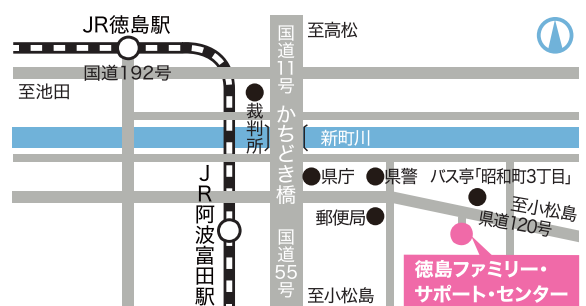 JR徳島駅
至高松
国道11号
国道192号
至池田
裁判所
かちどき橋
新町川
県庁
県警
バス亭「昭和町3丁目」
JR阿波富田駅
郵便局
至小松島
県道120号
国道55号
至小松島
徳島ファミリー・
サポート・センター